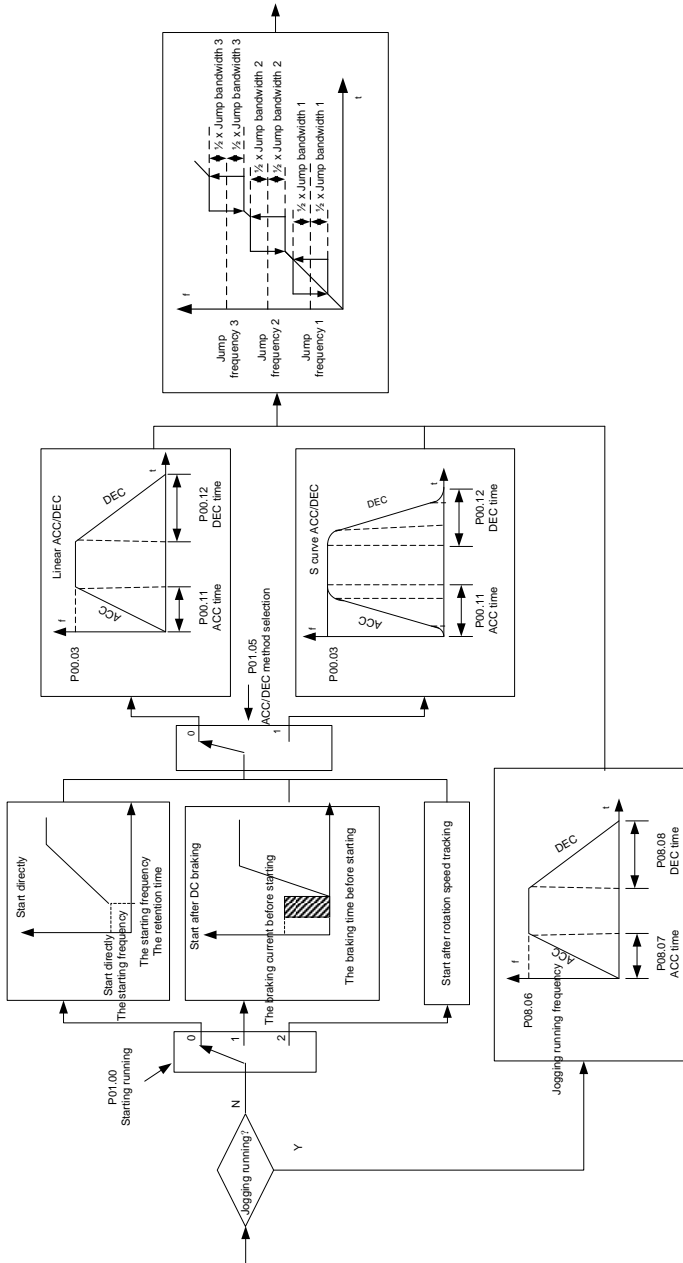 Jogging running?
N
Y
P01.00
Starting running
0
1
2
Start directly
Start directly
The starting frequency
The starting frequency
The retention time
Start after DC braking
The braking current before starting
The braking time before starting
Start after rotation speed tracking
P01.05
ACC/DEC method selection
0
1
Linear ACC/DEC
f
P00.03
ACC
DEC
t
P00.11
ACC time
P00.12
DEC time
S curve ACC/DEC
f
P00.03
ACC
DEC
t
P00.11
ACC time
P00.12
DEC time
f
P08.06
Jogging running frequency
ACC
DEC
t
P08.07
ACC time
P08.08
DEC time
f
Jump
frequency 3
Jump
frequency 2
Jump
frequency 1
½ x Jump bandwidth 3
½ x Jump bandwidth 3
½ x Jump bandwidth 2
½ x Jump bandwidth 2
½ x Jump bandwidth 1
½ x Jump bandwidth 1
t